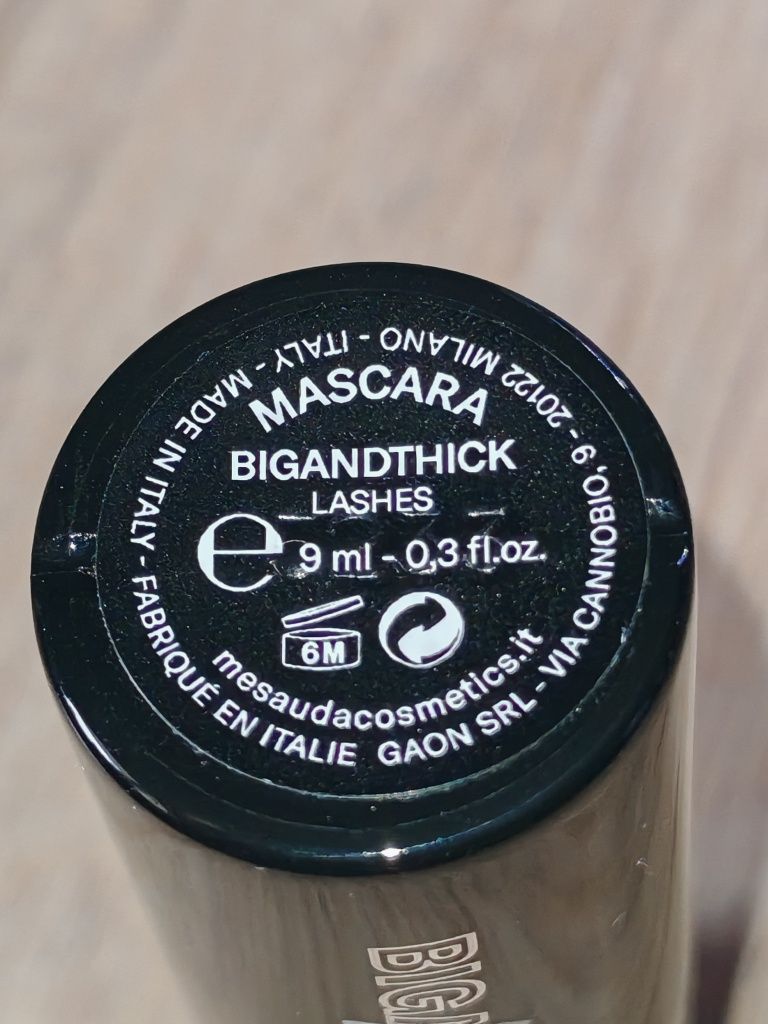 MASCARA
BIGANDTHICK
LASHES
e 9 ml - 0,3 fl.oz.
6M
mesaudacosmetics.it
GAON SRL - VIA CANNOBIO, 9 - 20122 MILANO - ITALY - MADE IN ITALY - FABRIQUÉ EN ITALIE